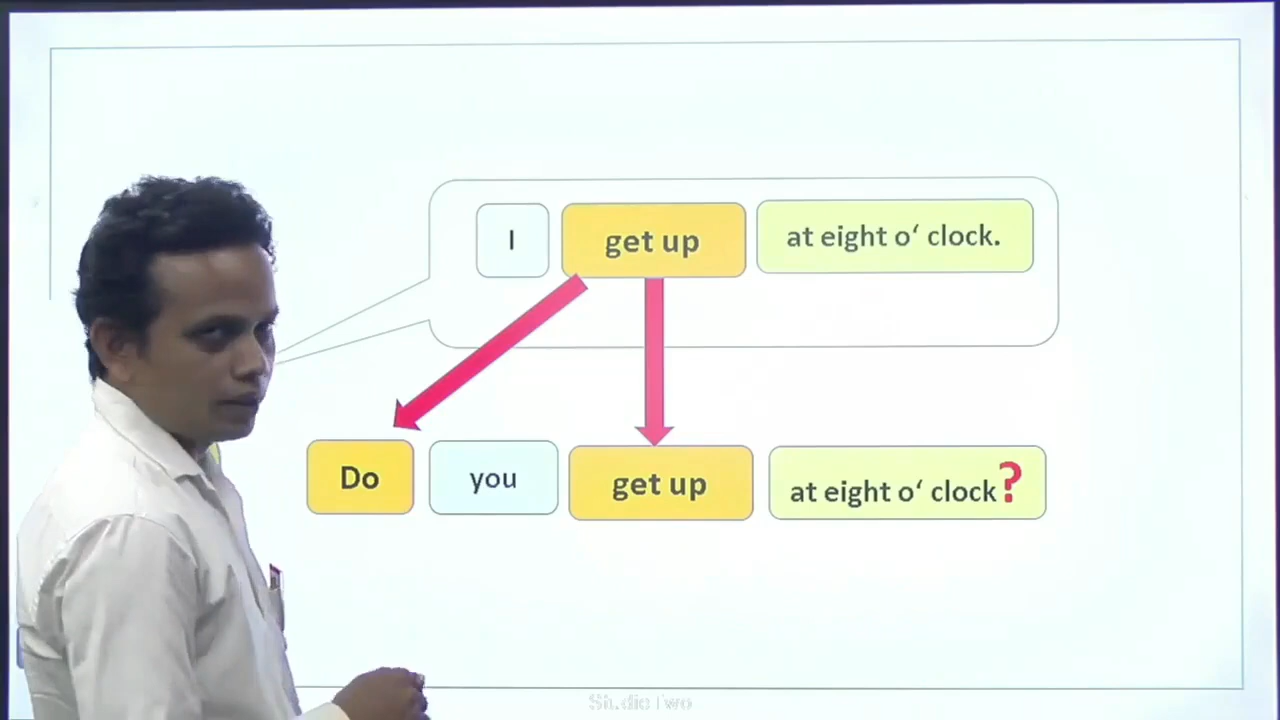 I get up at eight o‘ clock.
Do you get up at eight o‘ clock?